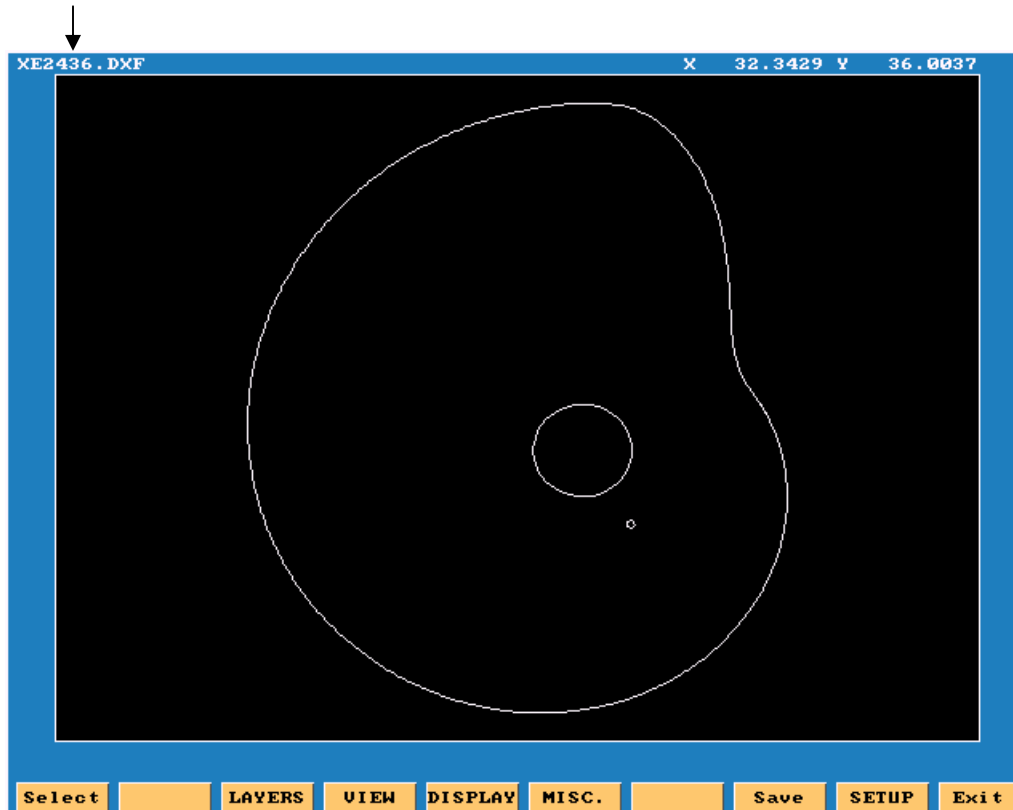 XE2436.DXF X 32.3429 Y 36.0037
Select LAYERS VIEW DISPLAY MISC. Save SETUP Exit